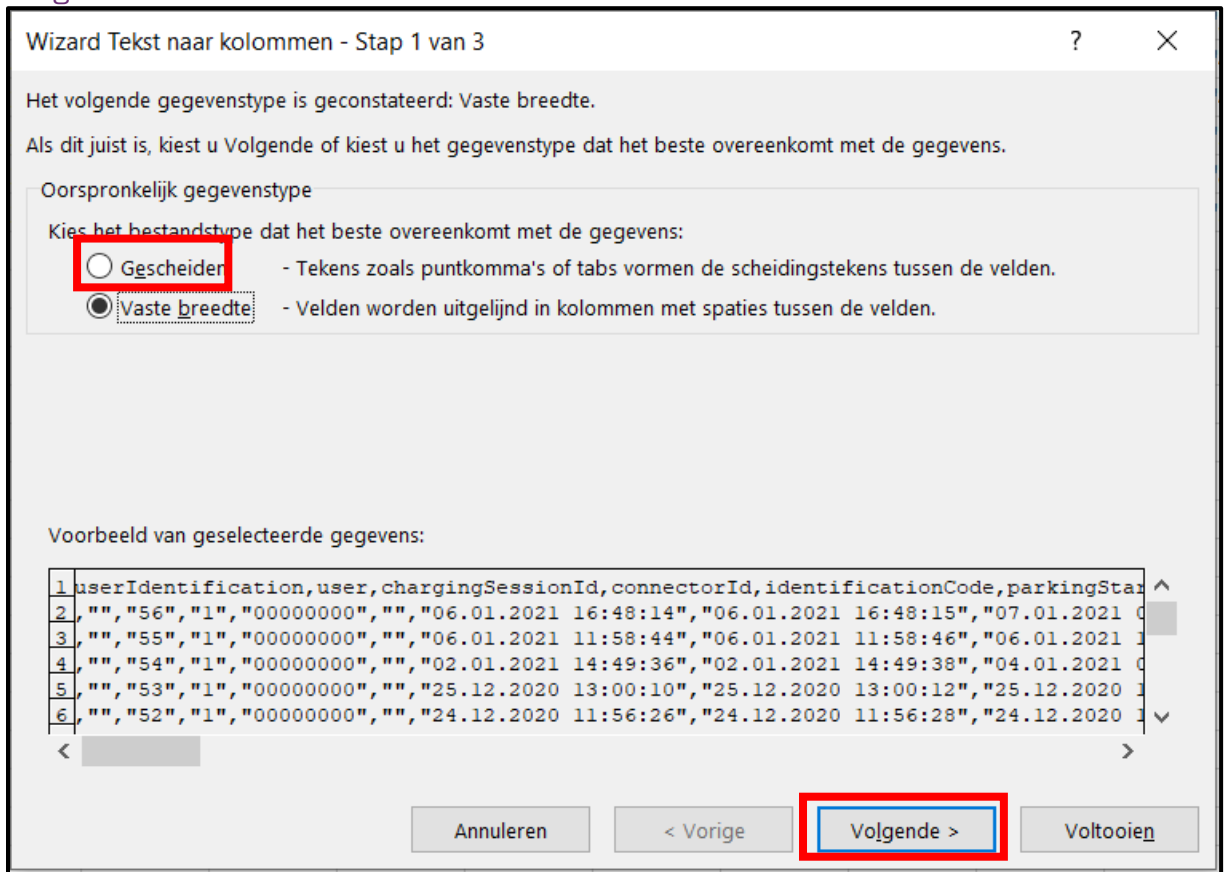 Wizard Tekst naar kolommen - Stap 1 van 3 ?
Het volgende gegevenstype is geconstateerd: Vaste breedte.
Als dit juist is, kiest u Volgende of kiest u het gegevenstype dat het beste overeenkomt met de gegevens.
Oorspronkelijk gegevenstype
Kies het bestandstype dat het beste overeenkomt met de gegevens:
Gescheiden - Tekens zoals puntkomma's of tabs vormen de scheidingstekens tussen de velden.
Vaste breedte - Velden worden uitgelijnd in kolommen met spaties tussen de velden.
Voorbeeld van geselecteerde gegevens:
1 userIdentification,user,chargingSessionId,connectorId,identificationCode,parkingStar
2 ,"","56","1","00000000","","06.01.2021 16:48:14","06.01.2021 16:48:15","07.01.2021
3 ,"","55","1","00000000","","06.01.2021 11:58:44","06.01.2021 11:58:46","06.01.2021
4 ,"","54","1","00000000","","02.01.2021 14:49:36","02.01.2021 14:49:38","04.01.2021
5 ,"","53","1","00000000","","25.12.2020 13:00:10","25.12.2020 13:00:12","25.12.2020
6 ,"","52","1","00000000","","24.12.2020 11:56:26","24.12.2020 11:56:28","24.12.2020
Annuleren < Vorige Volgende > Voltooien